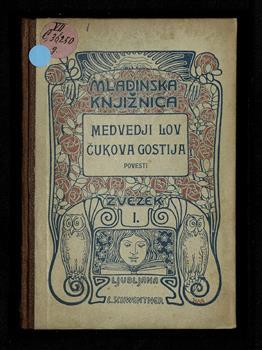 MLADINSKA
KNJIŽNICA
MEDVEDJI LOV
ČUKOVA GOSTIJA
POVESTI
ZVEZEK
I.
LJUBLJANA
L. SCHWENTNER